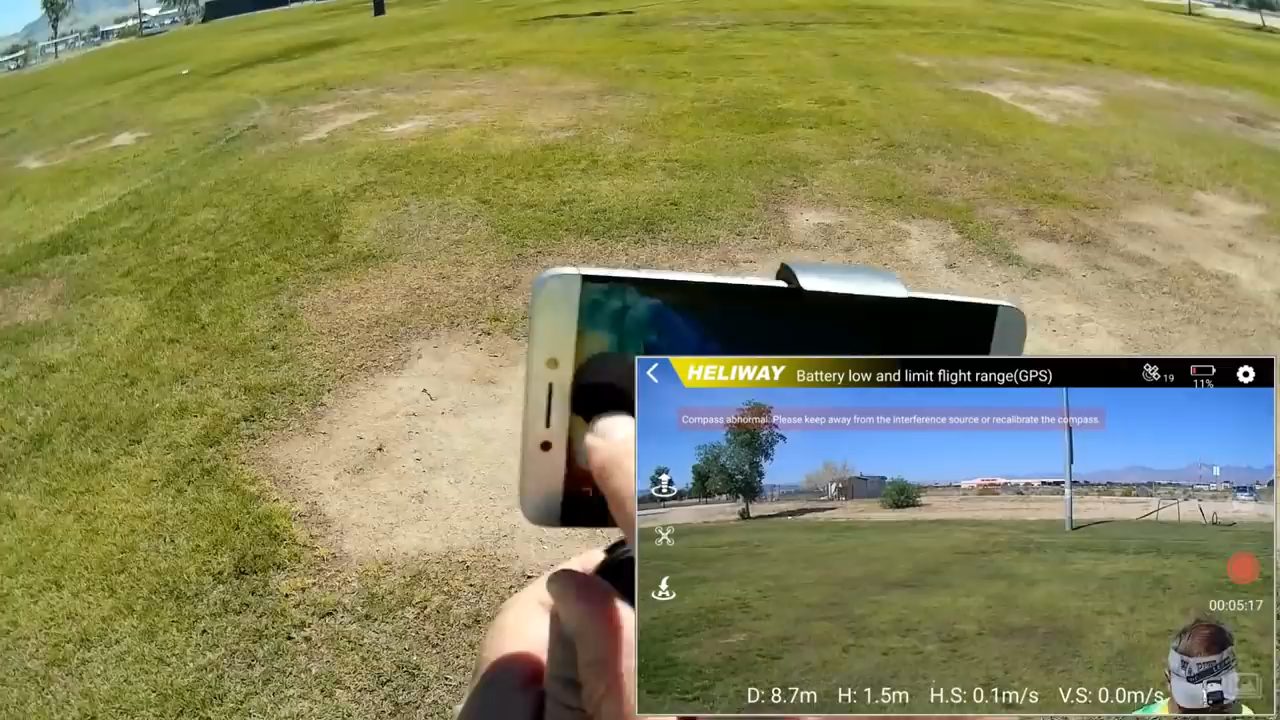 HELIWAY Battery low and limit flight range(GPS) 19 11%
Compass abnormal. Please keep away from the interference source or recalibrate the compass.
00:05:17
D: 8.7m H: 1.5m H.S: 0.1m/s V.S: 0.0m/s